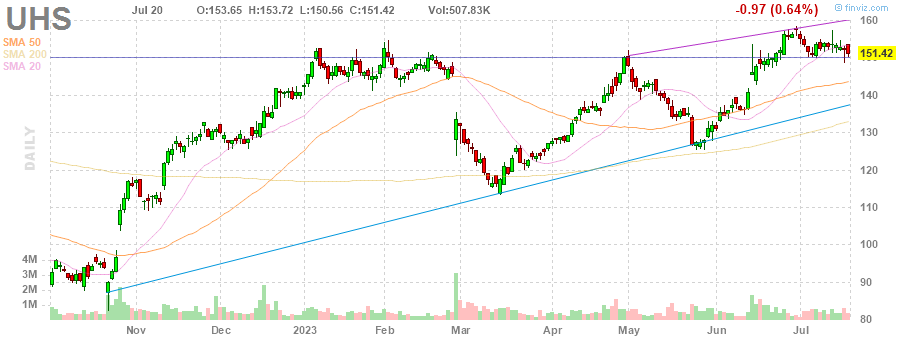 UHS
Jul 20 O:153.65 H:153.72 L:150.56 C:151.42 Vol:507.83K -0.97 (0.64%) © finviz.com
SMA 50
SMA 200
SMA 20
DAILY
160
151.42
150
140
130
120
110
100
90
80
4M
3M
2M
1M
Nov Dec 2023 Feb Mar Apr May Jun Jul